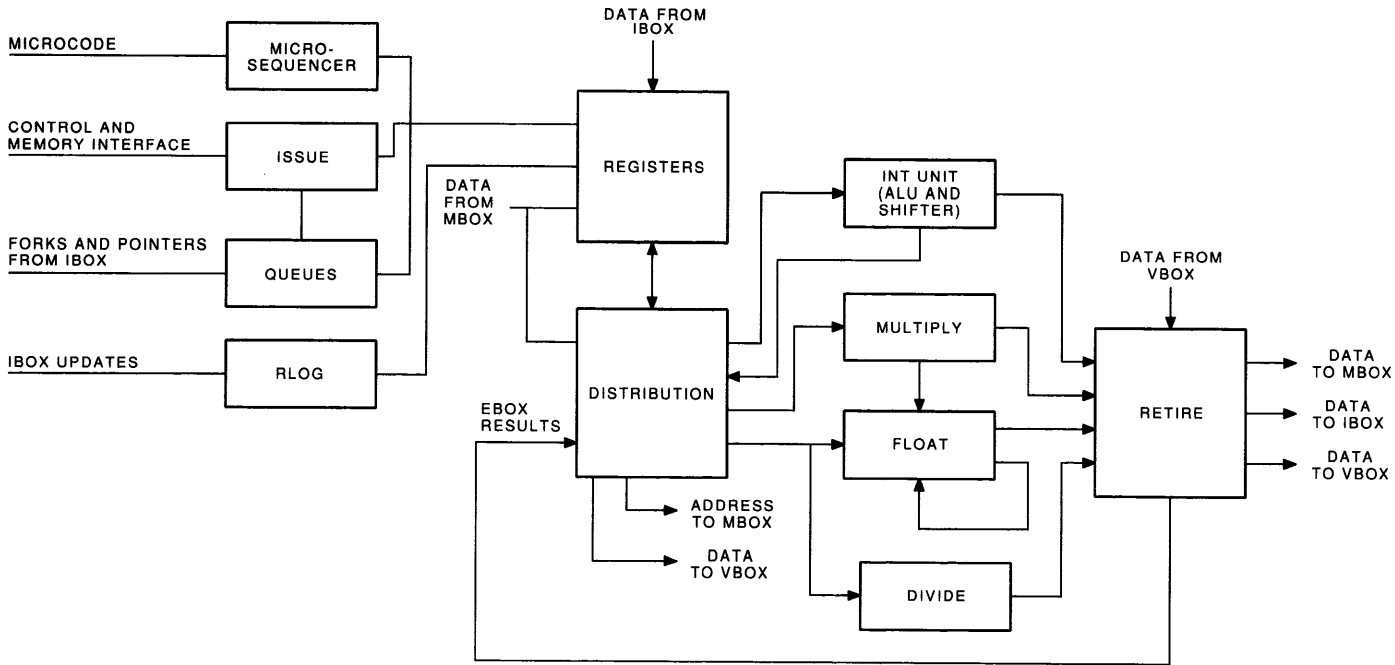 MICROCODE
MICRO-
SEQUENCER
CONTROL AND
MEMORY INTERFACE
ISSUE
FORKS AND POINTERS
FROM IBOX
QUEUES
IBOX UPDATES
RLOG
DATA FROM
IBOX
REGISTERS
DATA
FROM
MBOX
DISTRIBUTION
EBOX
RESULTS
ADDRESS
TO MBOX
DATA
TO VBOX
INT UNIT
(ALU AND
SHIFTER)
MULTIPLY
FLOAT
DIVIDE
DATA FROM
VBOX
RETIRE
DATA
TO MBOX
DATA
TO IBOX
DATA
TO VBOX